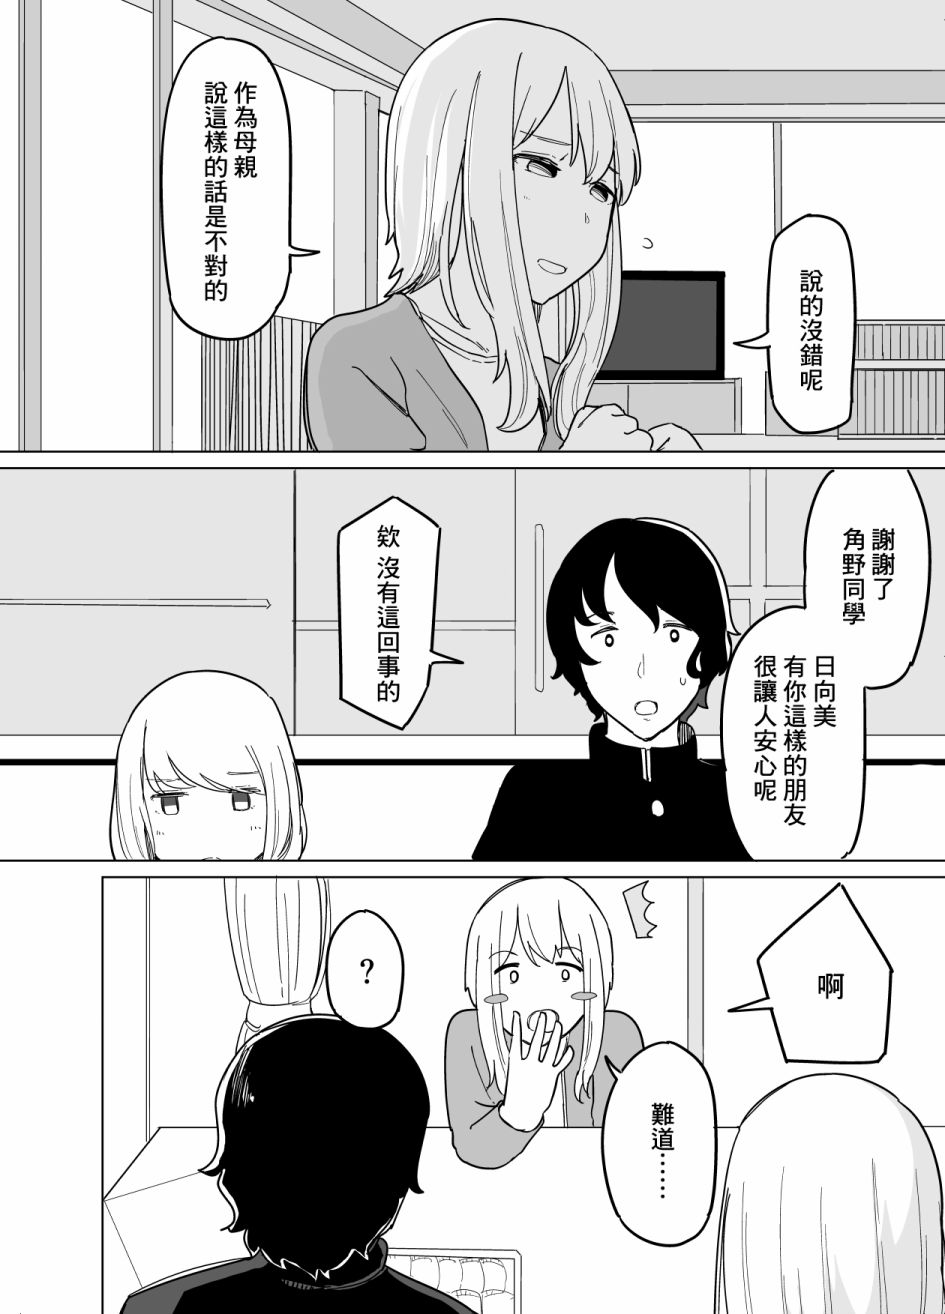 說的沒錯呢
作為母親
說這樣的話是不對的
謝謝了
角野同學
日向美
有你這樣的朋友
很讓人安心呢
欸 沒有這回事的
啊
難道……
?